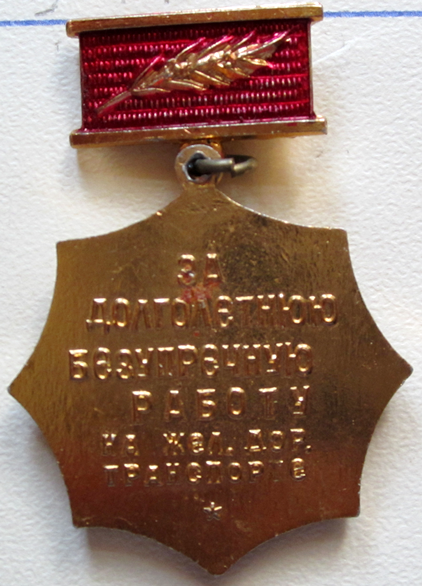 ЗА
ДОЛГОЛЕТНЮЮ
БЕЗУПРЕЧНУЮ
РАБОТУ
НА ЖЕЛ. ДОР.
ТРАНСПОРТЕ